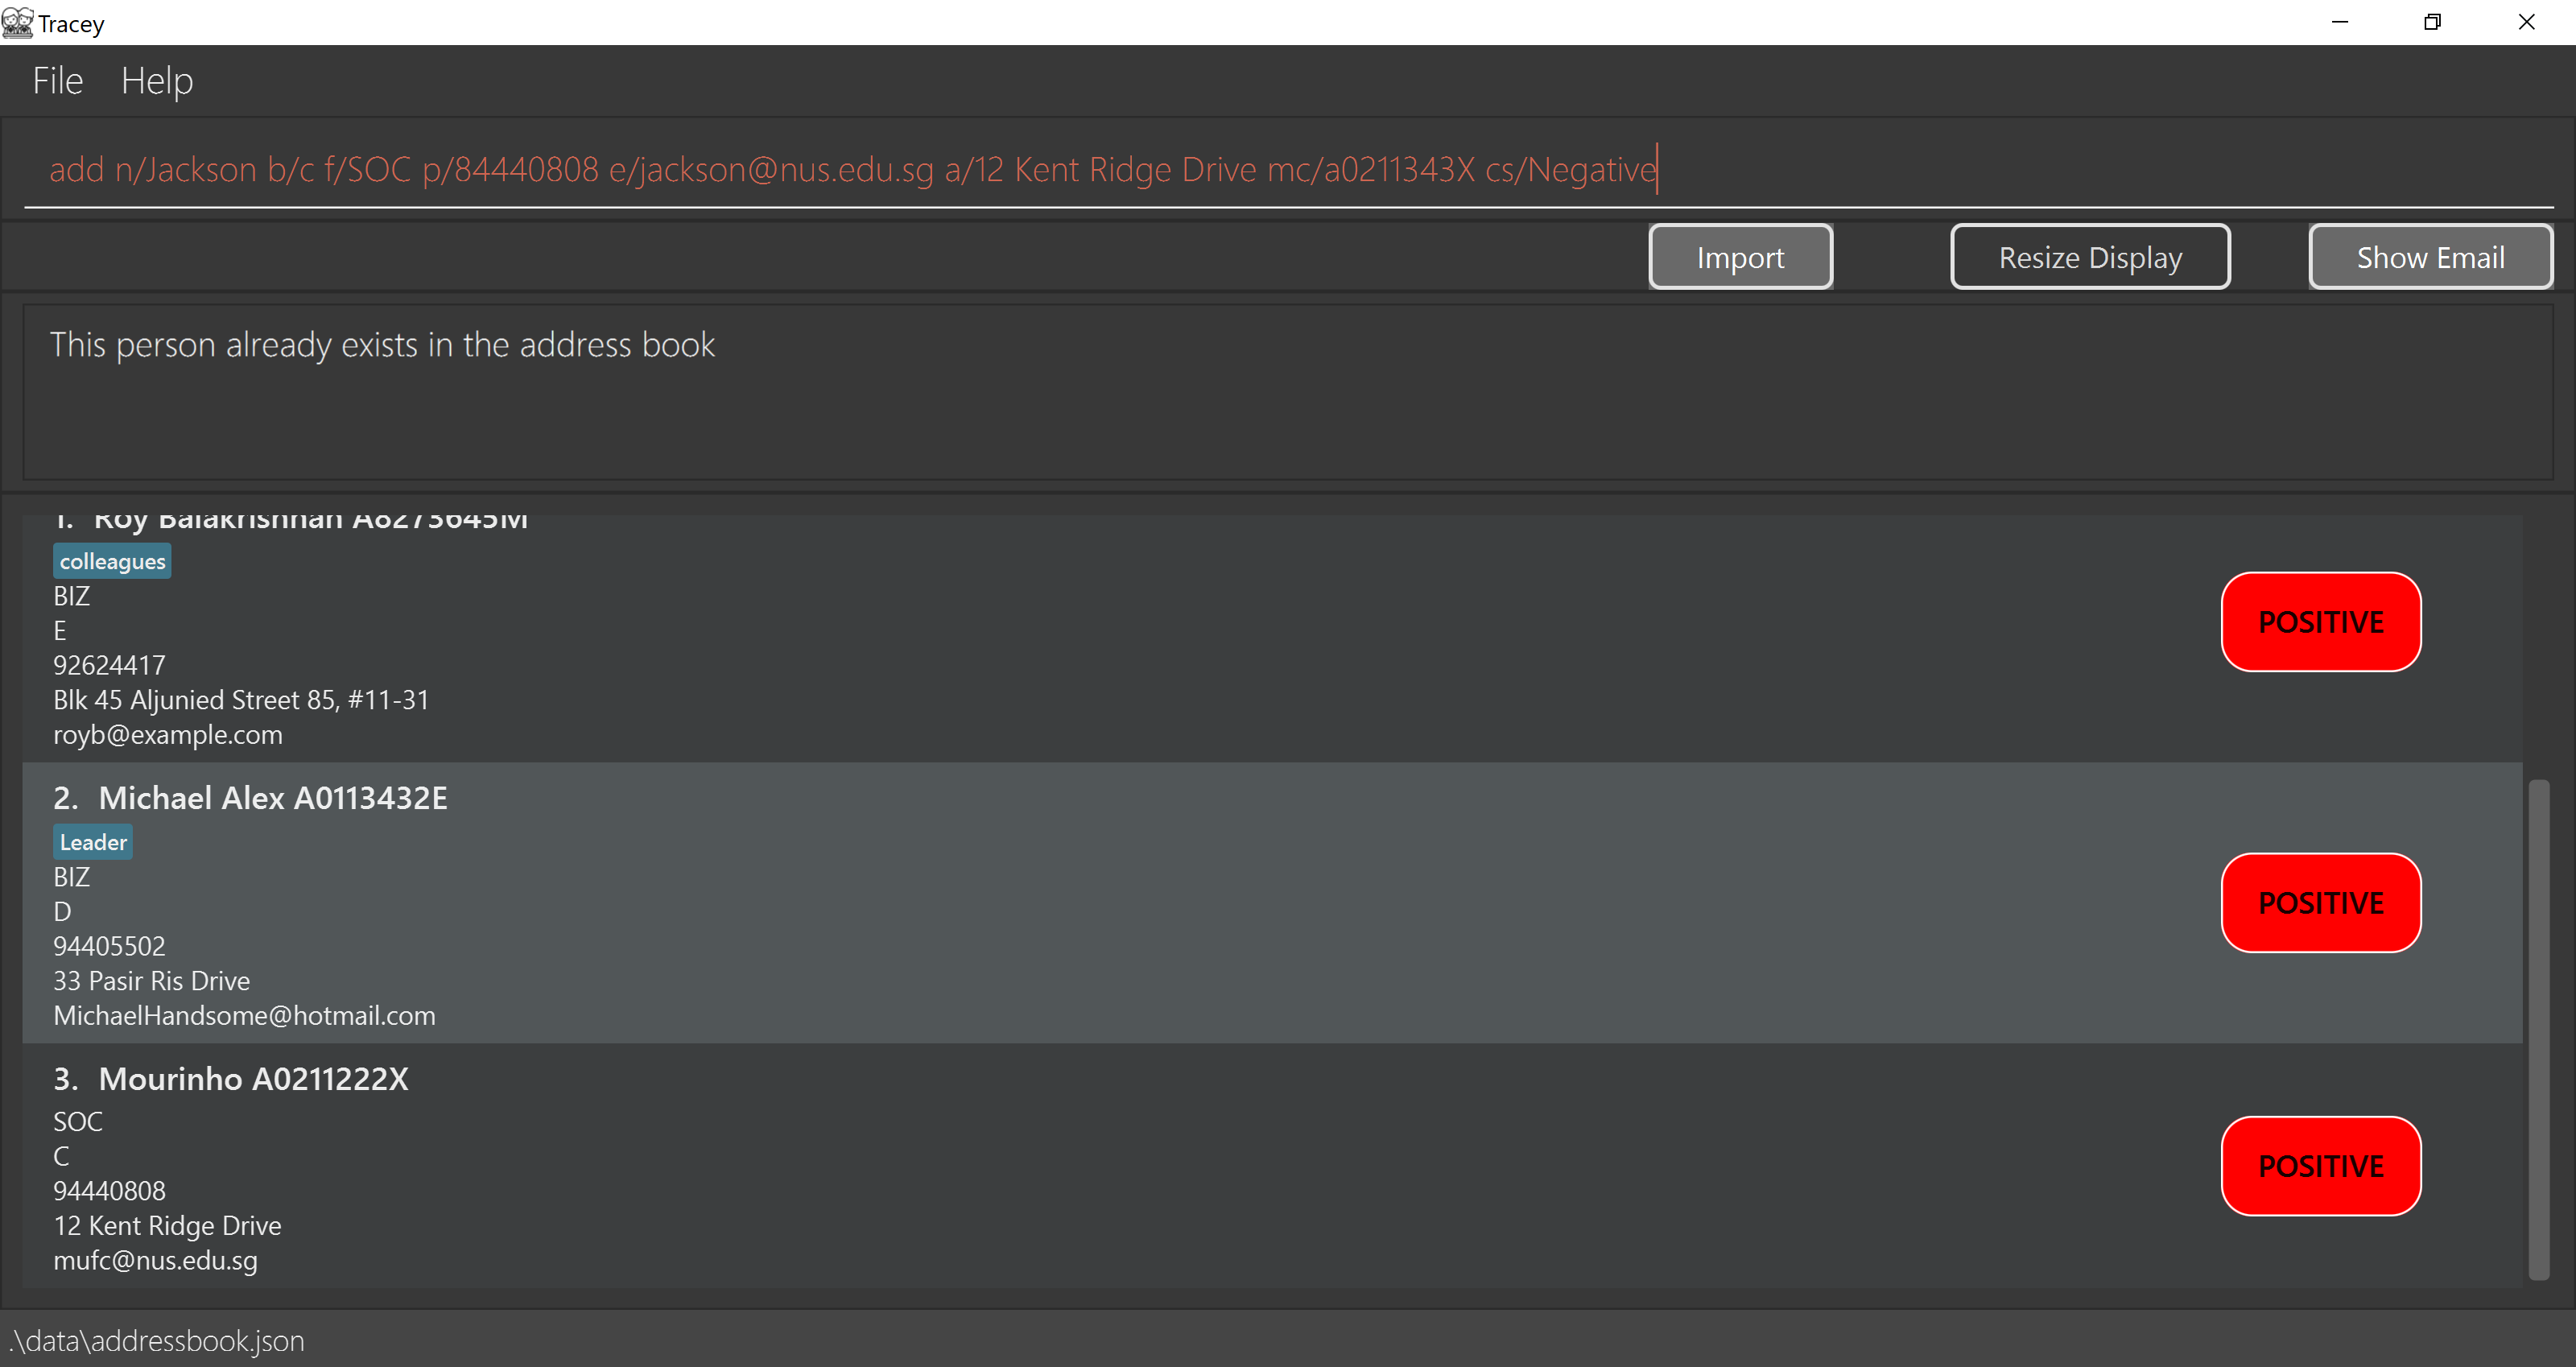 Tracey
File Help
add n/Jackson b/c f/SOC p/84440808 e/jackson@nus.edu.sg a/12 Kent Ridge Drive mc/a0211343X cs/Negative
Import Resize Display Show Email
This person already exists in the address book
1. Roy Balakrishnan A8273645M
colleagues
BIZ
E
92624417
Blk 45 Aljunied Street 85, #11-31
royb@example.com
POSITIVE
2. Michael Alex A0113432E
Leader
BIZ
D
94405502
33 Pasir Ris Drive
MichaelHandsome@hotmail.com
POSITIVE
3. Mourinho A0211222X
SOC
C
94440808
12 Kent Ridge Drive
mufc@nus.edu.sg
POSITIVE
.\data\addressbook.json